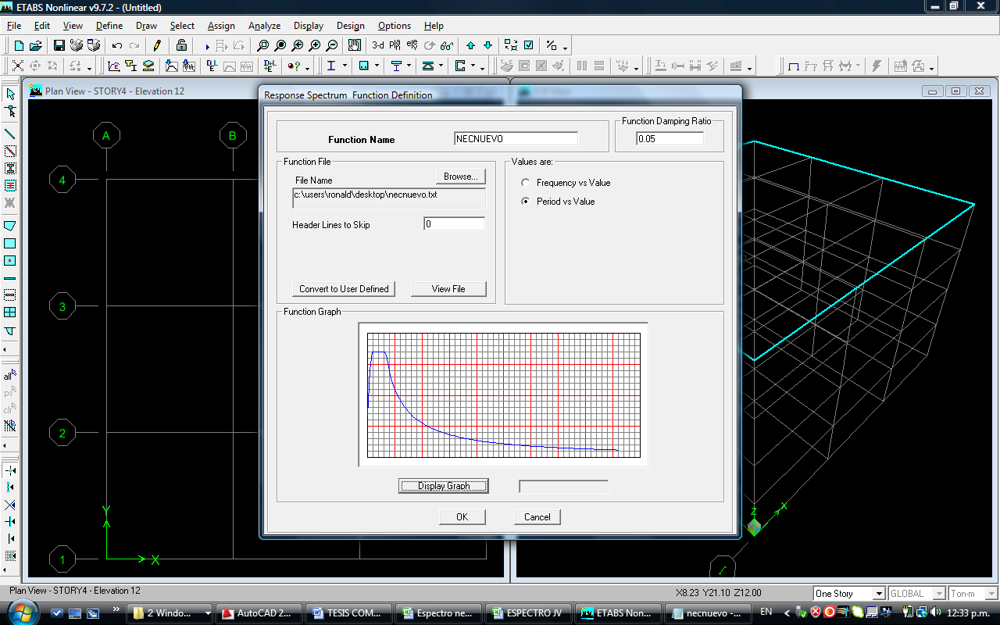 ETABS Nonlinear v9.7.2 - (Untitled)
File Edit View Define Draw Select Assign Analyze Display Design Options Help
3-d
Plan View - STORY4 - Elevation 12
Response Spectrum Function Definition
Function Name
NECNUEVO
Function Damping Ratio
0.05
Function File
File Name
Browse...
c:\users\ronald\desktop\necnuevo.txt
Header Lines to Skip
0
Convert to User Defined
View File
Values are:
Frequency vs Value
Period vs Value
Function Graph
Display Graph
OK
Cancel
A
B
4
3
2
1
Y
X
Z
X
all
ps
clr
Plan View - STORY4 - Elevation 12
X8.23 Y21.10 Z12.00
One Story
GLOBAL
Ton-m
2 Windo...
AutoCAD 2...
TESIS COM...
Espectro ne...
ESPECTRO JV
ETABS Nonl...
necnuevo -...
EN
12:33 p.m.